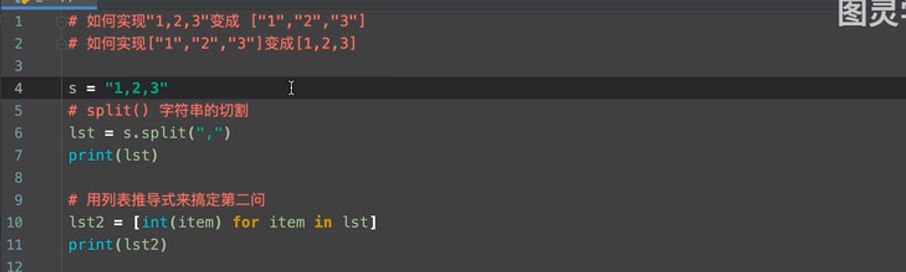 图灵
1 # 如何实现"1,2,3"变成 ["1","2","3"]
2 # 如何实现["1","2","3"]变成[1,2,3]
3
4 s = "1,2,3"
5 # split() 字符串的切割
6 lst = s.split(",")
7 print(lst)
8
9 # 用列表推导式来搞定第二问
10 lst2 = [int(item) for item in lst]
11 print(lst2)
12